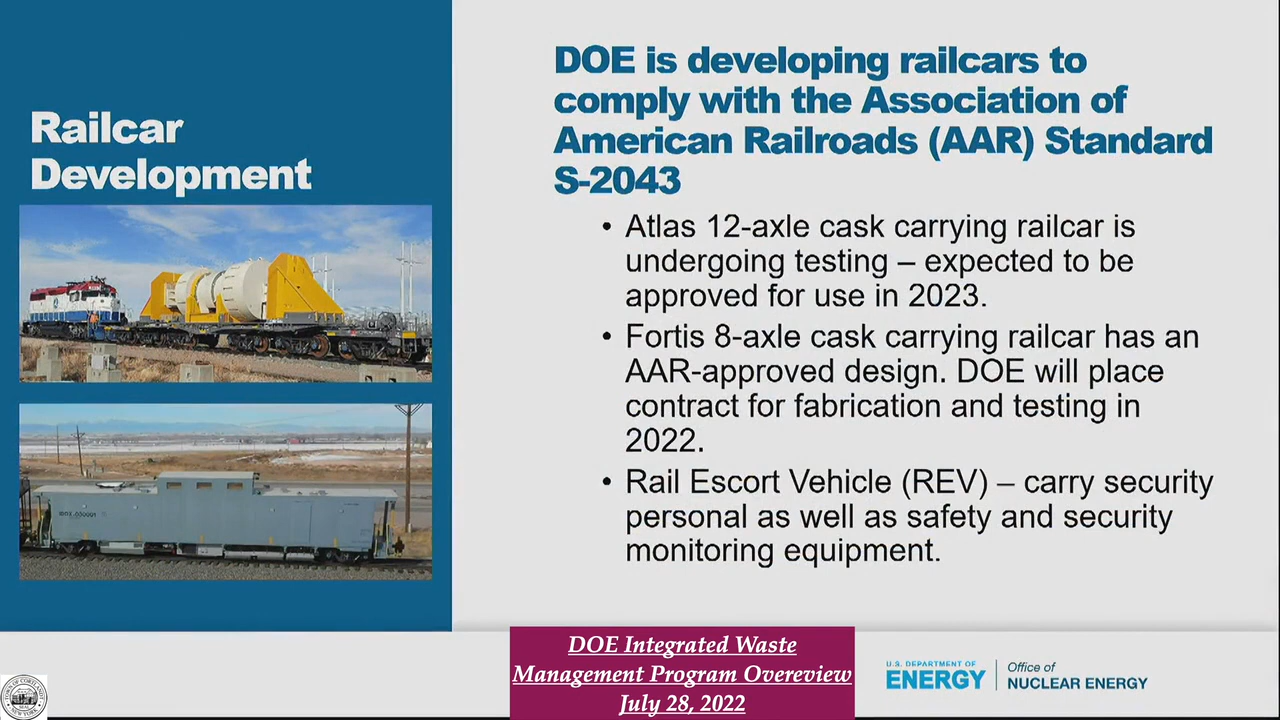 Railcar
Development
DOE is developing railcars to
comply with the Association of
American Railroads (AAR) Standard
S-2043
• Atlas 12-axle cask carrying railcar is
undergoing testing – expected to be
approved for use in 2023.
• Fortis 8-axle cask carrying railcar has an
AAR-approved design. DOE will place
contract for fabrication and testing in
2022.
• Rail Escort Vehicle (REV) – carry security
personal as well as safety and security
monitoring equipment.
DOE Integrated Waste
Management Program Overeview
July 28, 2022
U.S. DEPARTMENT OF
ENERGY
Office of
NUCLEAR ENERGY